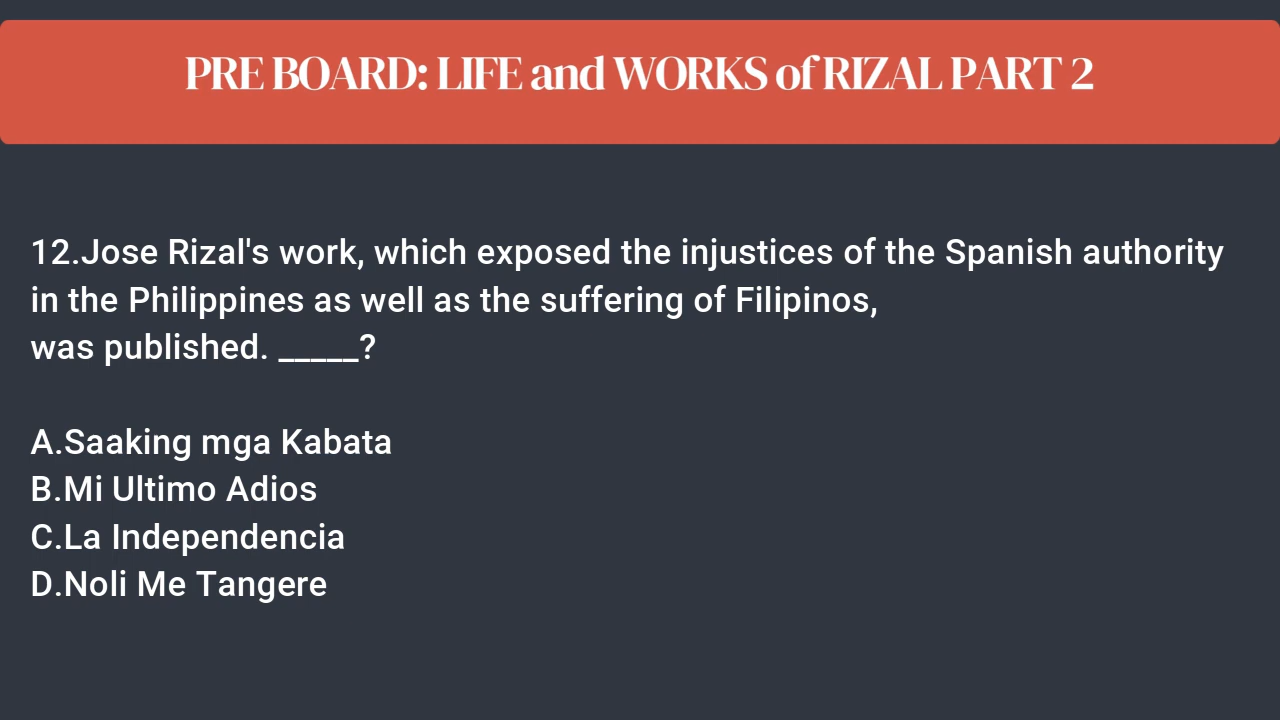 PRE BOARD: LIFE and WORKS of RIZAL PART 2
12.Jose Rizal's work, which exposed the injustices of the Spanish authority
in the Philippines as well as the suffering of Filipinos,
was published. _____?
A.Saaking mga Kabata
B.Mi Ultimo Adios
C.La Independencia
D.Noli Me Tangere